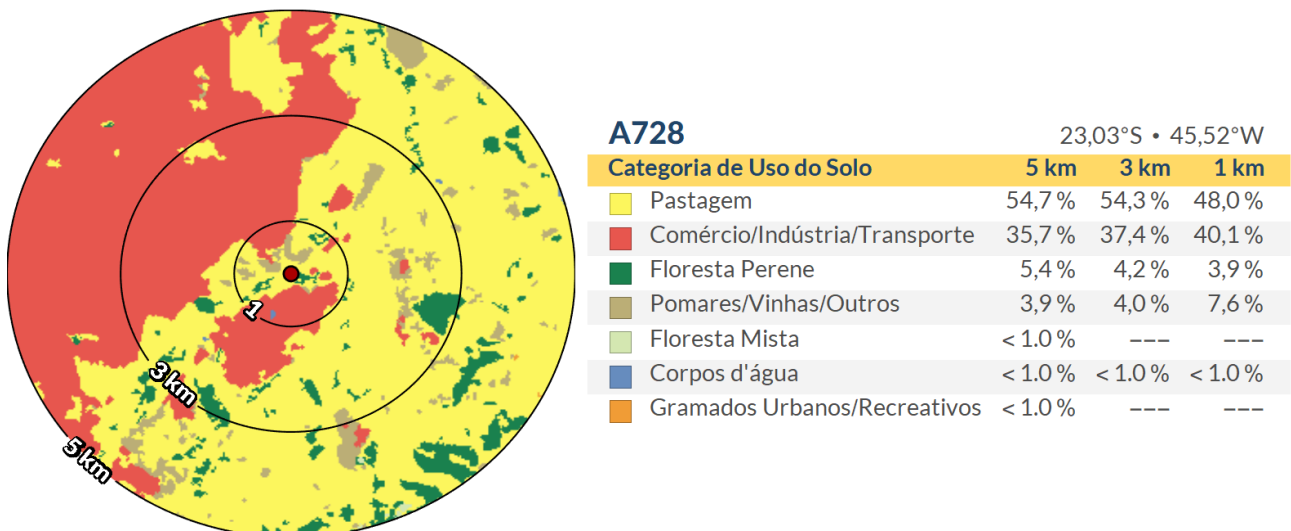 A728 23,03°S • 45,52°W
Categoria de Uso do Solo 5 km 3 km 1 km
Pastagem 54,7 % 54,3 % 48,0 %
Comércio/Indústria/Transporte 35,7 % 37,4 % 40,1 %
Floresta Perene 5,4 % 4,2 % 3,9 %
Pomares/Vinhas/Outros 3,9 % 4,0 % 7,6 %
Floresta Mista < 1.0 % ––– –––
Corpos d'água < 1.0 % < 1.0 % < 1.0 %
Gramados Urbanos/Recreativos < 1.0 % ––– –––
1
3 km
5 km